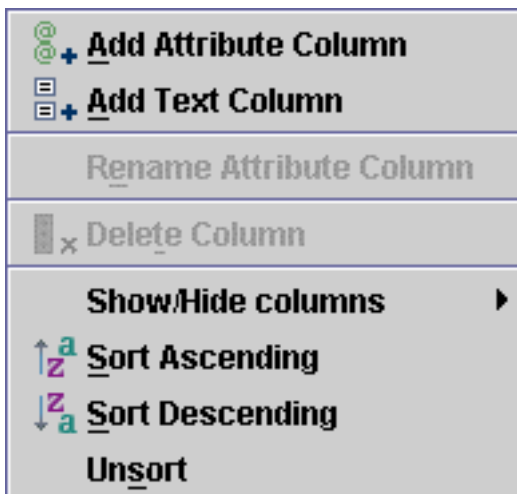 Add Attribute Column
Add Text Column
Rename Attribute Column
Delete Column
Show/Hide columns
Sort Ascending
Sort Descending
Unsort